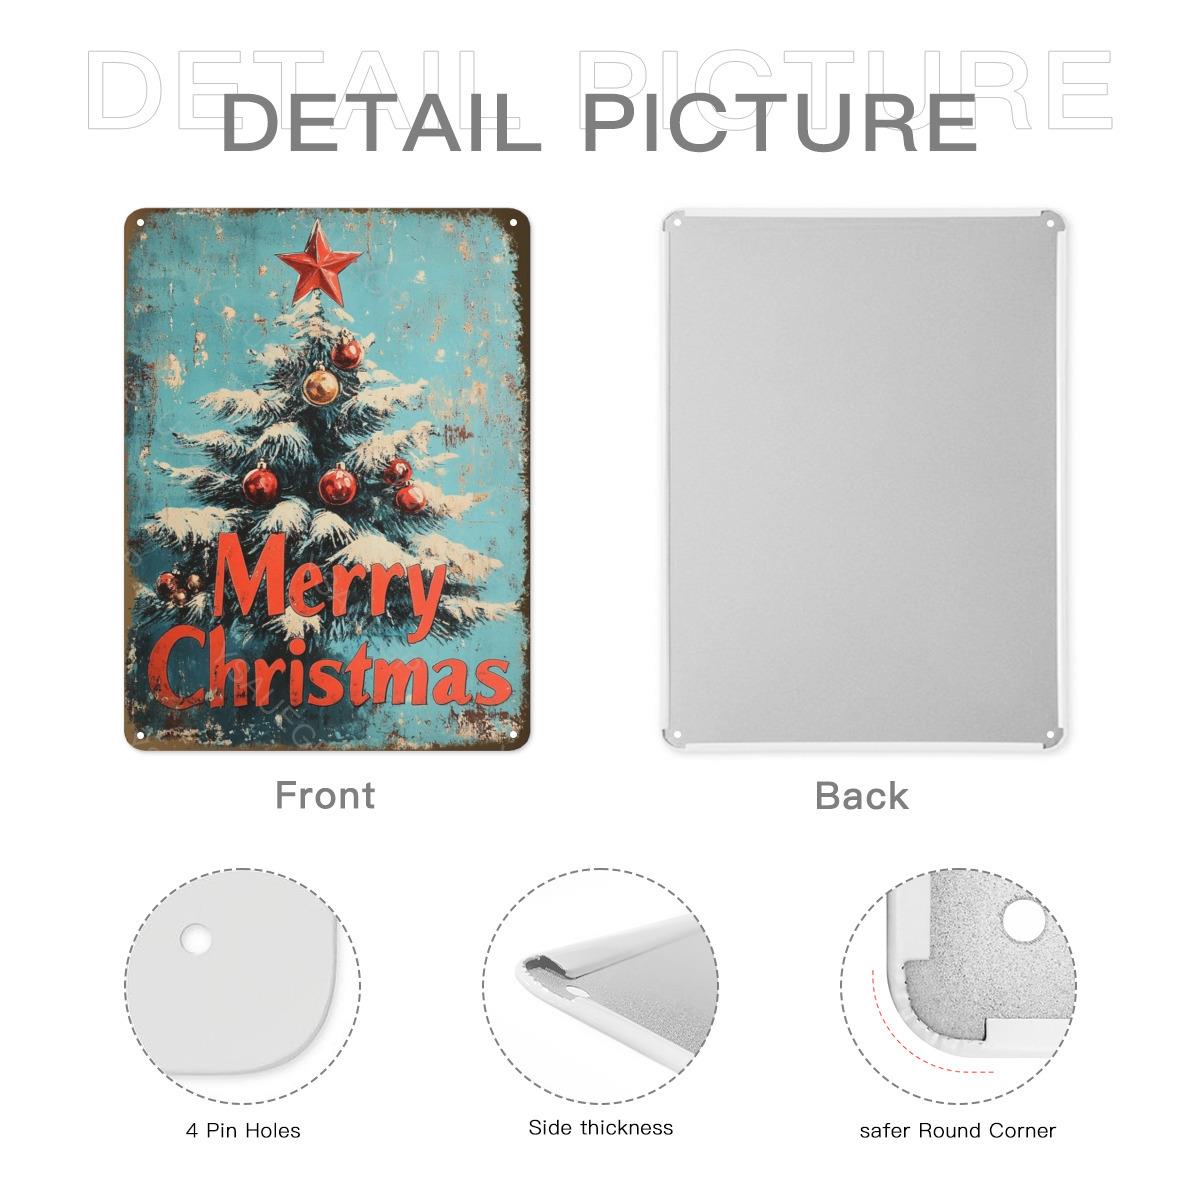 DETAIL PICTURE
DETAIL PICTURE
Merry
Christmas
Front
Back
4 Pin Holes
Side thickness
safer Round Corner